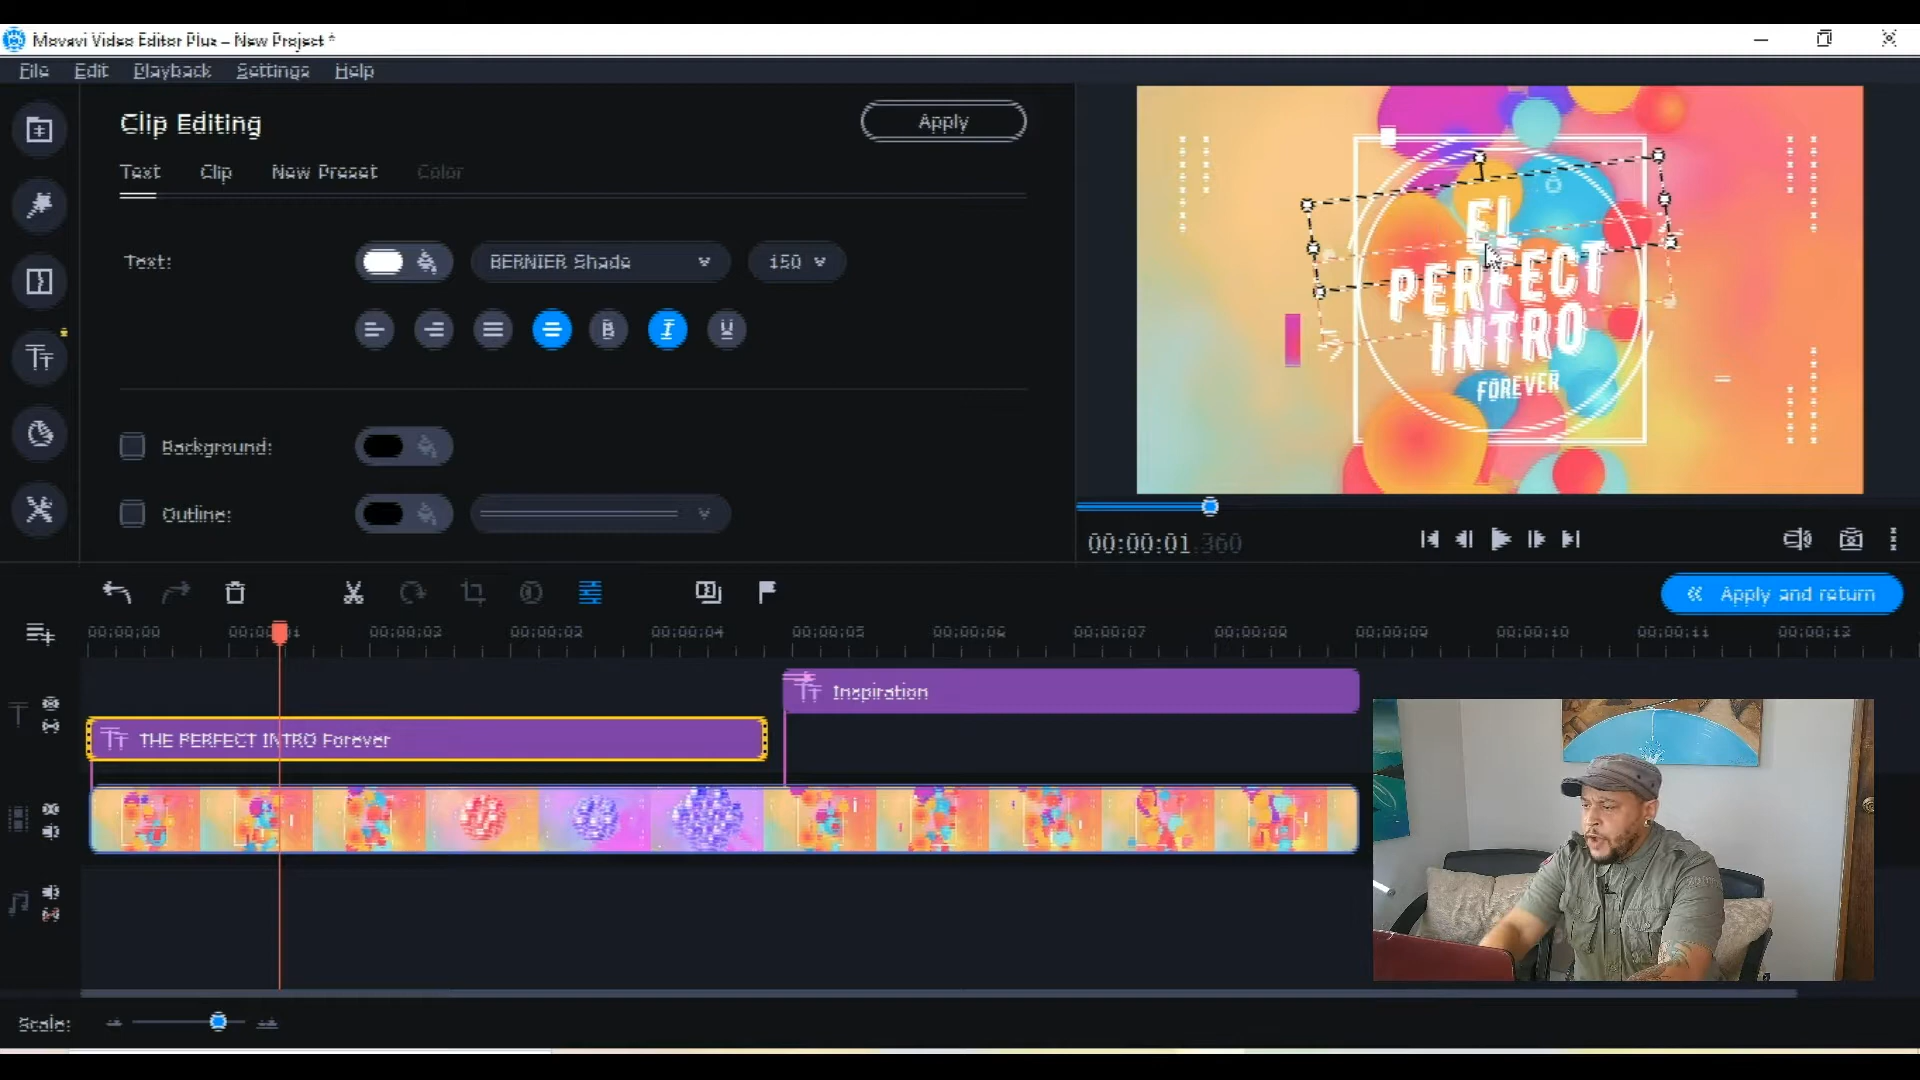 Movavi Video Editor Plus – New Project *
File Edit Playback Settings Help
Clip Editing
Apply
Text Clip New Preset Color
Text:
BERNIER Shade
150
B I U
Background:
Outline:
EL
PERFECT
INTRO
FOREVER
00:00:01.360
Apply and return
00:00:00 00:00:02 00:00:03 00:00:04 00:00:05 00:00:06 00:00:07 00:00:08 00:00:09 00:00:10 00:00:11 00:00:12
Inspiration
THE PERFECT INTRO Forever
Scale: